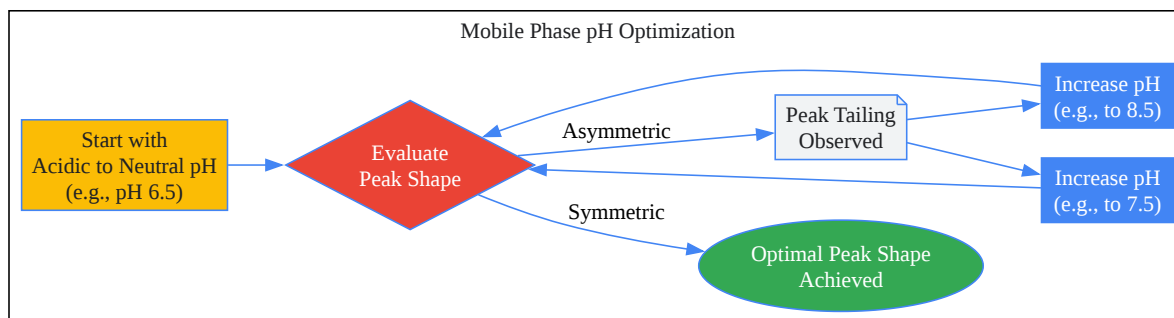 Mobile Phase pH Optimization
Start with
Acidic to Neutral pH
(e.g., pH 6.5)
Evaluate
Peak Shape
Asymmetric
Peak Tailing
Observed
Increase pH
(e.g., to 8.5)
Increase pH
(e.g., to 7.5)
Symmetric
Optimal Peak Shape
Achieved